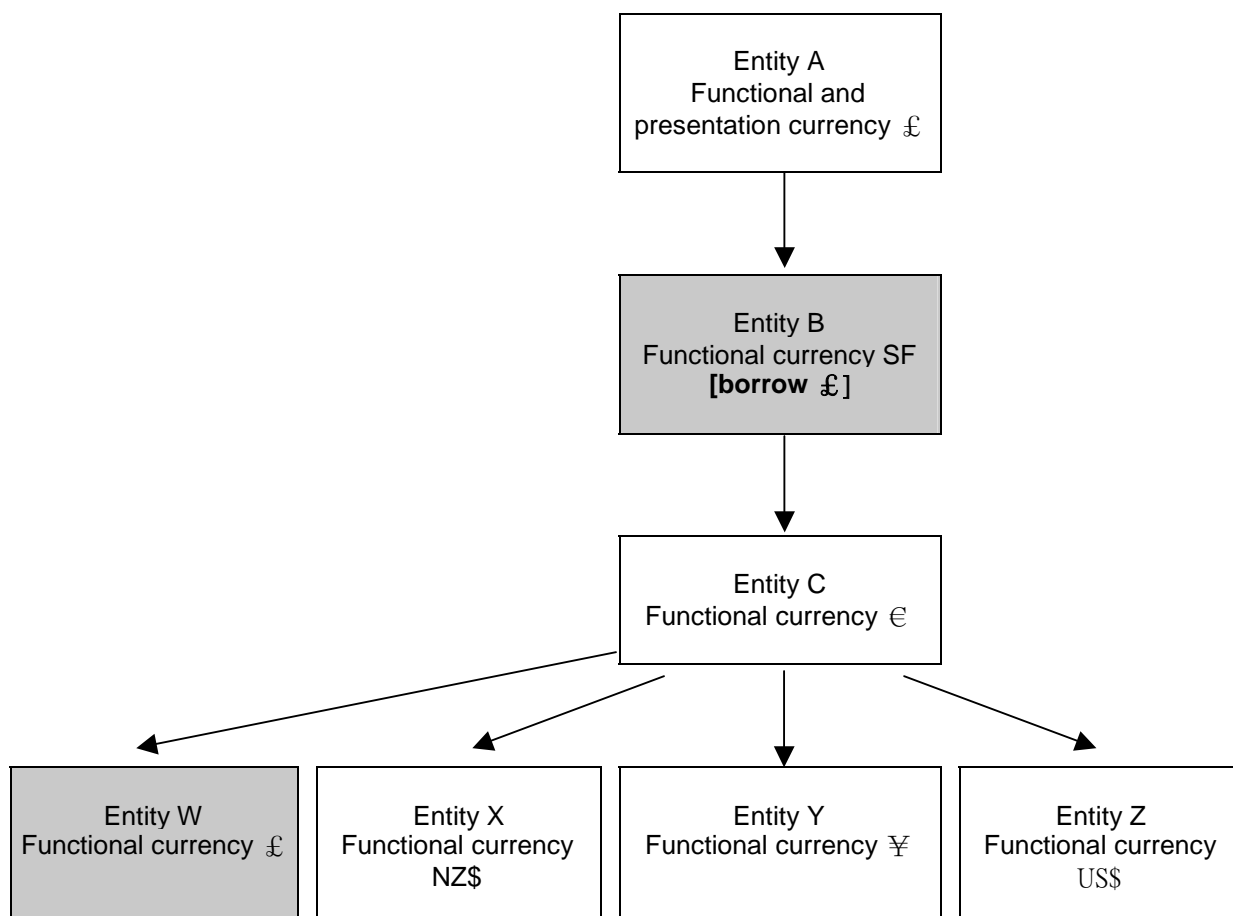 Entity A
Functional and
presentation currency £
Entity B
Functional currency SF
[borrow £]
Entity C
Functional currency €
Entity W
Functional currency £
Entity X
Functional currency
NZ$
Entity Y
Functional currency ¥
Entity Z
Functional currency
US$